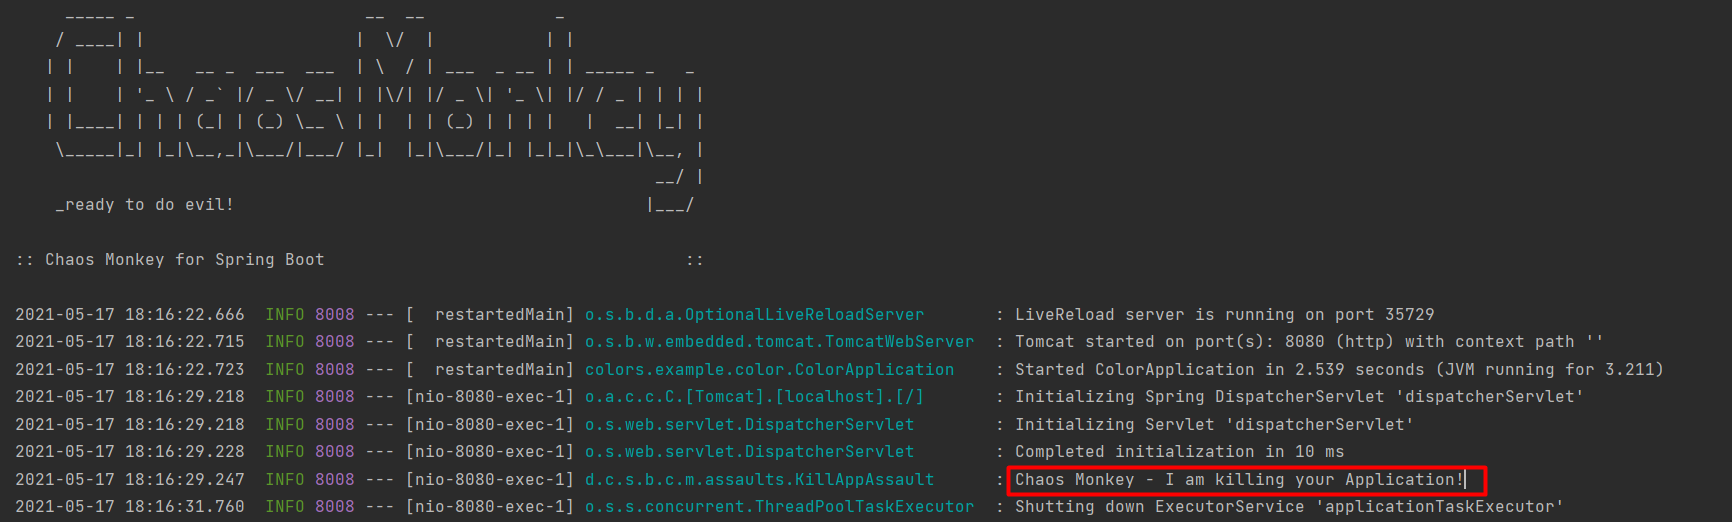 _____ _                       __  __             _
    / ____| |                     |  \/  |           | |
   | |    | |__   __ _  ___  ___  | \  / | ___  _ __ | | _____ _   _
   | |    | '_ \ / _` |/ _ \/ __| | |\/| |/ _ \| '_ \| |/ / _ | | | |
   | |____| | | | (_| | (_) \__ \ | |  | | (_) | | | |   |  __| |_| |
    \_____|_| |_|\__,_|\___/|___/ |_|  |_|\___/|_| |_|_|\_\___|\__, |
                                                                __/ |
    _ready to do evil!                                         |___/
:: Chaos Monkey for Spring Boot                                    ::
2021-05-17 18:16:22.666  INFO 8008 --- [  restartedMain] o.s.b.d.a.OptionalLiveReloadServer       : LiveReload server is running on port 35729
2021-05-17 18:16:22.715  INFO 8008 --- [  restartedMain] o.s.b.w.embedded.tomcat.TomcatWebServer  : Tomcat started on port(s): 8080 (http) with context path ''
2021-05-17 18:16:22.723  INFO 8008 --- [  restartedMain] colors.example.color.ColorApplication    : Started ColorApplication in 2.539 seconds (JVM running for 3.211)
2021-05-17 18:16:29.218  INFO 8008 --- [nio-8080-exec-1] o.a.c.c.C.[Tomcat].[localhost].[/]       : Initializing Spring DispatcherServlet 'dispatcherServlet'
2021-05-17 18:16:29.218  INFO 8008 --- [nio-8080-exec-1] o.s.web.servlet.DispatcherServlet        : Initializing Servlet 'dispatcherServlet'
2021-05-17 18:16:29.228  INFO 8008 --- [nio-8080-exec-1] o.s.web.servlet.DispatcherServlet        : Completed initialization in 10 ms
2021-05-17 18:16:29.247  INFO 8008 --- [nio-8080-exec-1] d.c.s.b.c.m.assaults.KillAppAssault      : Chaos Monkey - I am killing your Application!
2021-05-17 18:16:31.760  INFO 8008 --- [nio-8080-exec-1] o.s.s.concurrent.ThreadPoolTaskExecutor  : Shutting down ExecutorService 'applicationTaskExecutor'